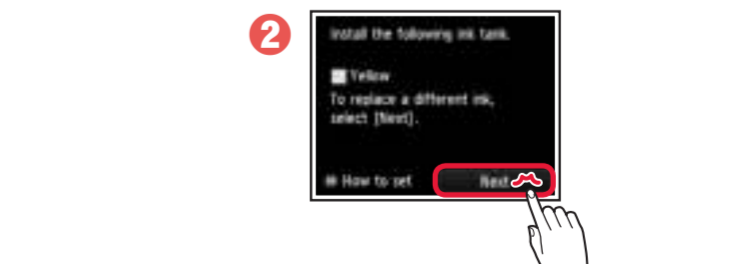 2
Install the following ink tank.
Yellow
To replace a different ink,
select [Next].
How to set
Next